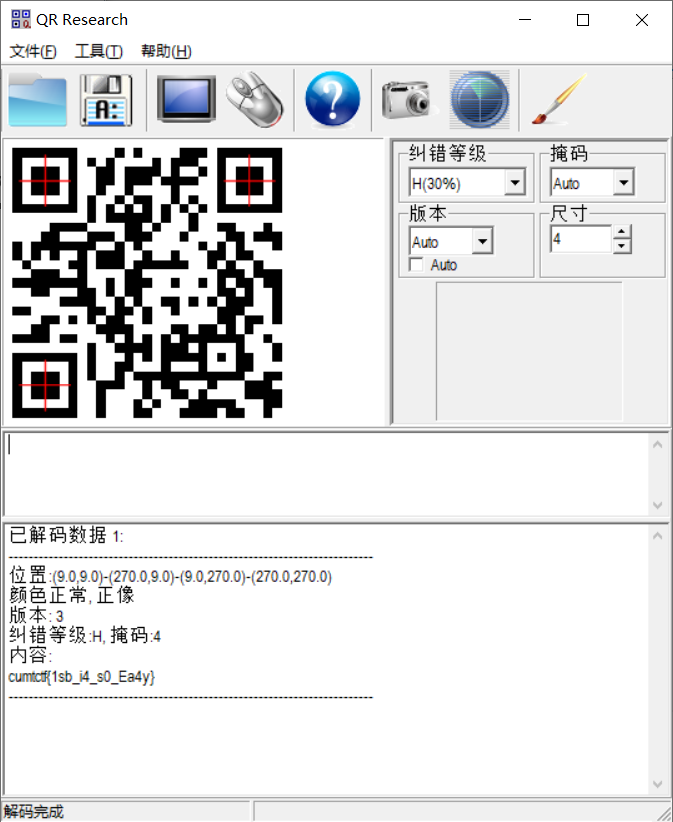 QR Research
文件(F) 工具(T) 帮助(H)
A:
?
纠错等级 掩码
H(30%) Auto
版本 尺寸
Auto 4
Auto
已解码数据 1:
--------------------------------------------------------------------------
位置:(9.0,9.0)-(270.0,9.0)-(9.0,270.0)-(270.0,270.0)
颜色正常, 正像
版本: 3
纠错等级:H, 掩码:4
内容:
cumtctf{1sb_i4_s0_Ea4y}
--------------------------------------------------------------------------
解码完成